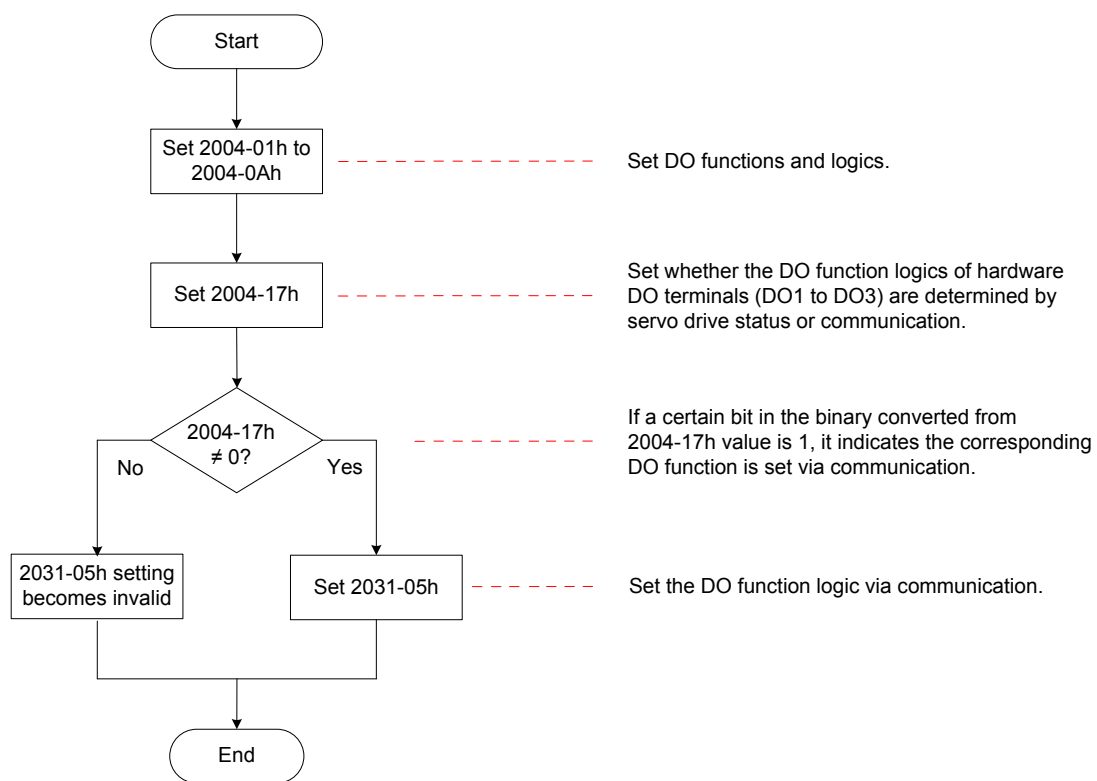 Start
Set 2004-01h to
2004-0Ah
Set DO functions and logics.
Set 2004-17h
Set whether the DO function logics of hardware
DO terminals (DO1 to DO3) are determined by
servo drive status or communication.
2004-17h
≠ 0?
If a certain bit in the binary converted from
2004-17h value is 1, it indicates the corresponding
DO function is set via communication.
No
Yes
2031-05h setting
becomes invalid
Set 2031-05h
Set the DO function logic via communication.
End